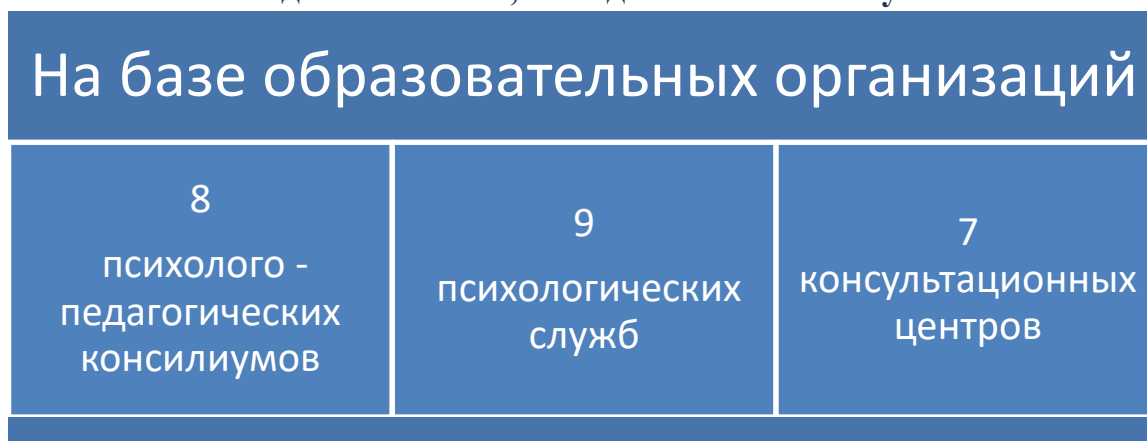 На базе образовательных организаций
8
психолого -
педагогических
консилиумов
9
психологических
служб
7
консультационных
центров